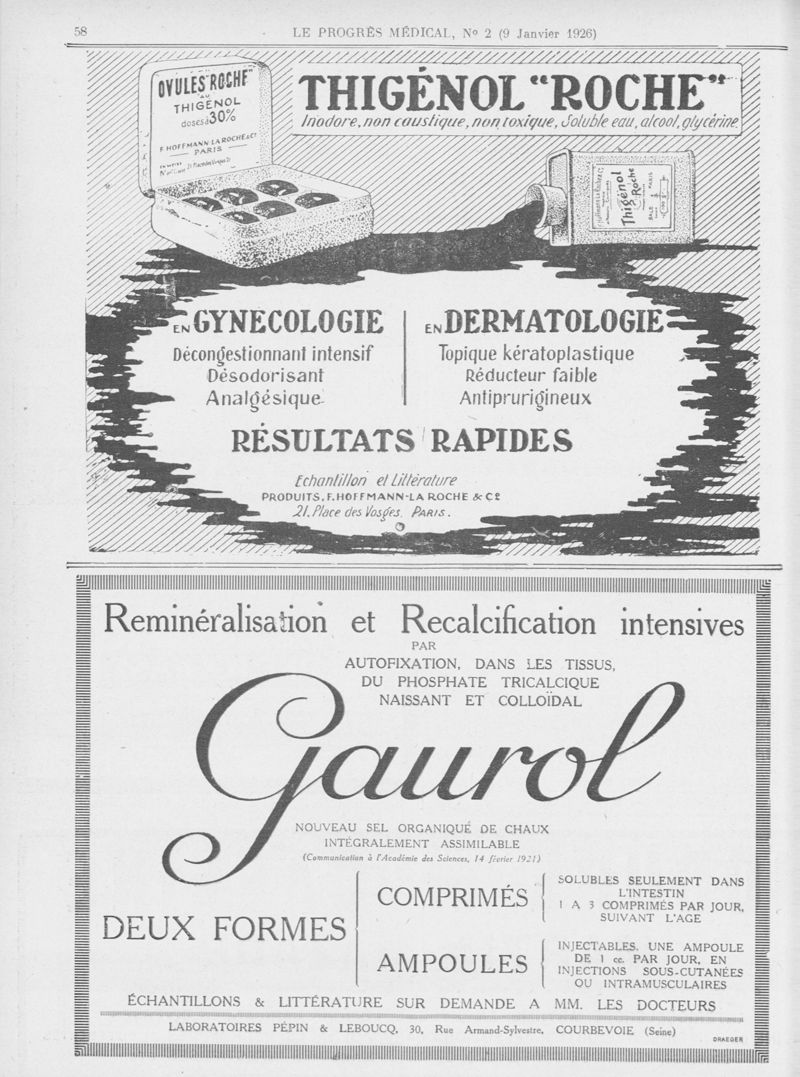 58
LE PROGRÈS MÉDICAL, No 2 (9 Janvier 1926)
OVULES "ROCHE"
AU
THIGÉNOL
doses à 30%
F. HOFFMANN-LA ROCHE & Co
PARIS
THIGÉNOL "ROCHE"
Inodore, non caustique, non toxique, Soluble eau, alcool, glycérine
Thigénol
Roche
EN GYNÉCOLOGIE
Décongestionnant intensif
Désodorisant
Analgésique
EN DERMATOLOGIE
Topique kératoplastique
Réducteur faible
Antiprurigineux
RÉSULTATS RAPIDES
Echantillon et Littérature
PRODUITS, F. HOFFMANN-LA ROCHE & Co
21, Place des Vosges, PARIS.
Reminéralisation et Recalcification intensives
PAR
AUTOFIXATION, DANS LES TISSUS,
DU PHOSPHATE TRICALCIQUE
NAISSANT ET COLLOÏDAL
Gaurol
NOUVEAU SEL ORGANIQUE DE CHAUX
INTÉGRALEMENT ASSIMILABLE
(Communication à l'Académie des Sciences, 14 février 1921)
DEUX FORMES
COMPRIMÉS
SOLUBLES SEULEMENT DANS
L'INTESTIN
1 A 3 COMPRIMÉS PAR JOUR,
SUIVANT L'AGE
AMPOULES
INJECTABLES. UNE AMPOULE
DE 1 cc. PAR JOUR, EN
INJECTIONS SOUS-CUTANÉES
OU INTRAMUSCULAIRES
ÉCHANTILLONS & LITTÉRATURE SUR DEMANDE A MM. LES DOCTEURS
LABORATOIRES PÉPIN & LEBOUCQ, 30, Rue Armand-Sylvestre, COURBEVOIE (Seine)
DRAEGER